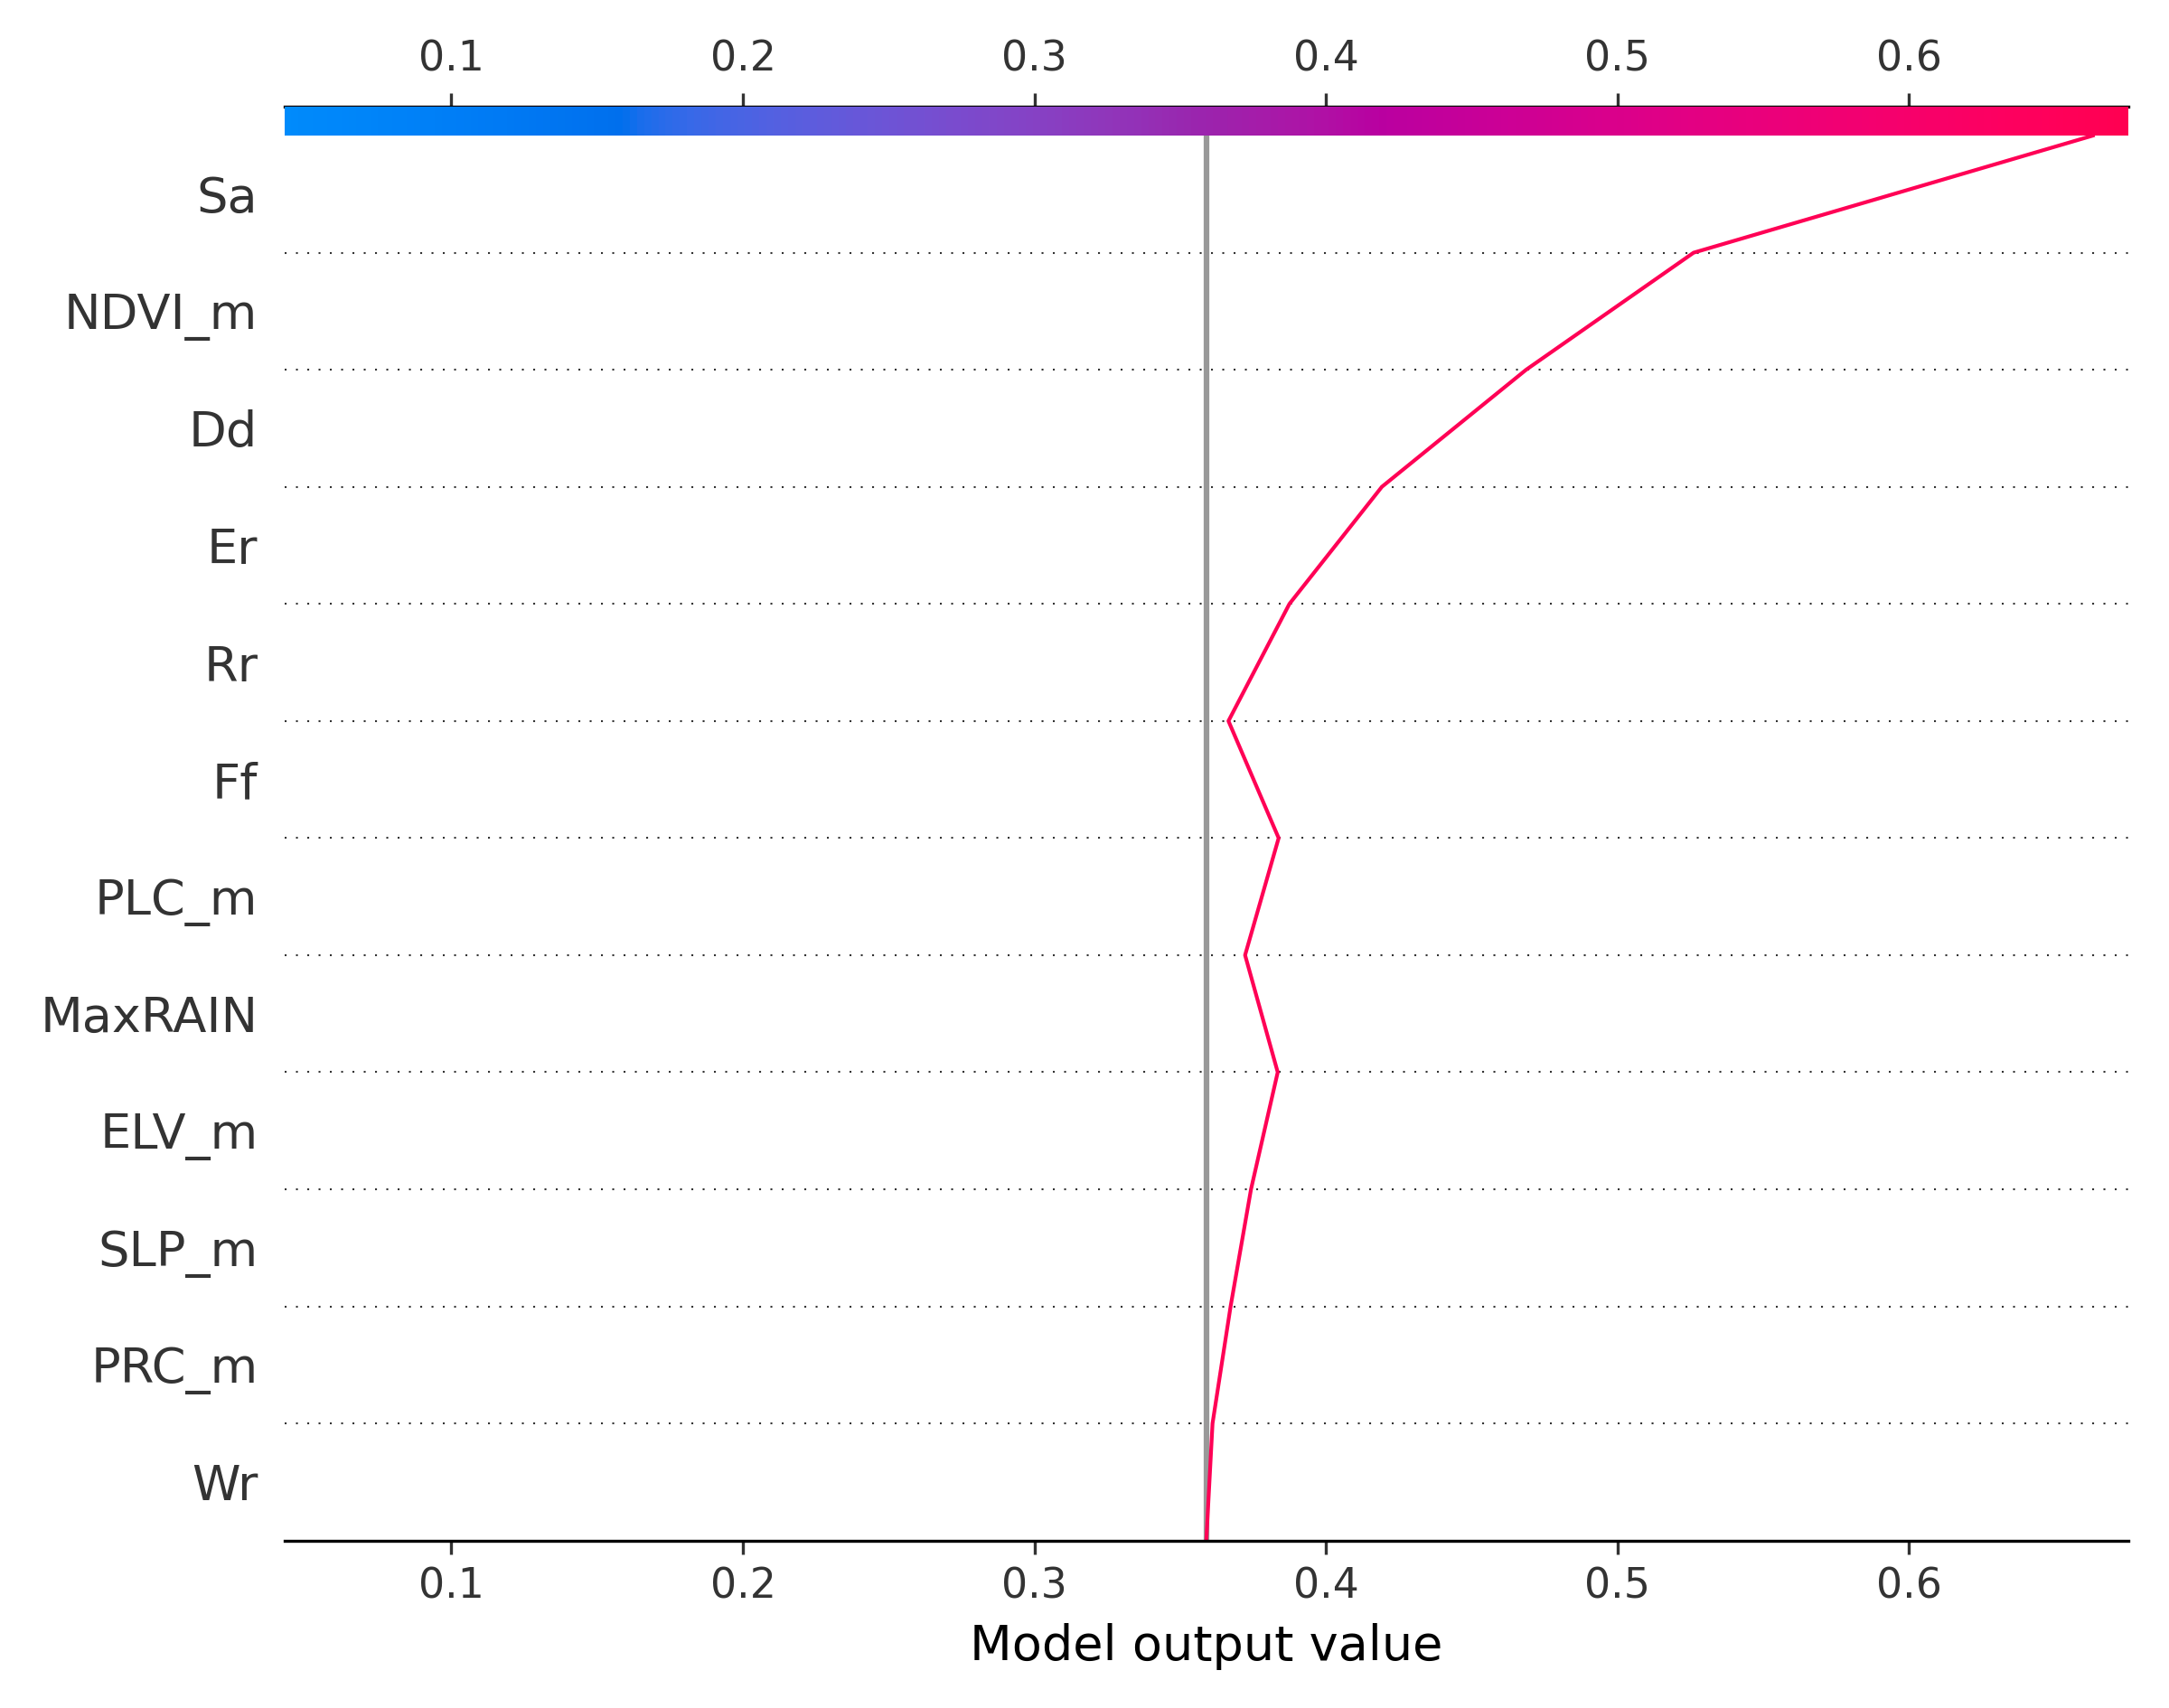 0.1 0.2 0.3 0.4 0.5 0.6
Sa
NDVI_m
Dd
Er
Rr
Ff
PLC_m
MaxRAIN
ELV_m
SLP_m
PRC_m
Wr
0.1 0.2 0.3 0.4 0.5 0.6
Model output value